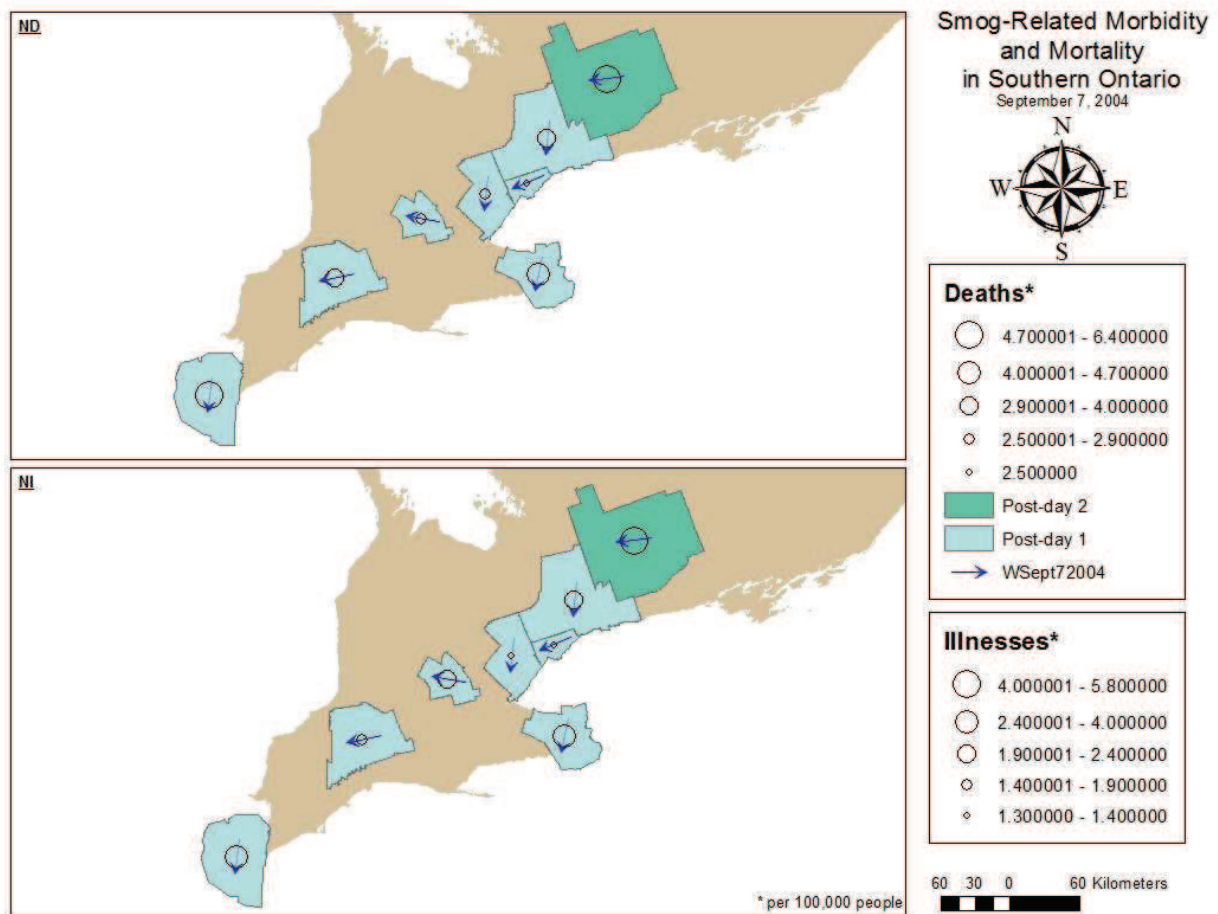 ND
NI
* per 100,000 people
Smog-Related Morbidity
and Mortality
in Southern Ontario
September 7, 2004
N
W
E
S
Deaths*
4.700001 - 6.400000
4.000001 - 4.700000
2.900001 - 4.000000
2.500001 - 2.900000
2.500000
Post-day 2
Post-day 1
WSept72004
Illnesses*
4.000001 - 5.800000
2.400001 - 4.000000
1.900001 - 2.400000
1.400001 - 1.900000
1.300000 - 1.400000
60 30 0 60 Kilometers